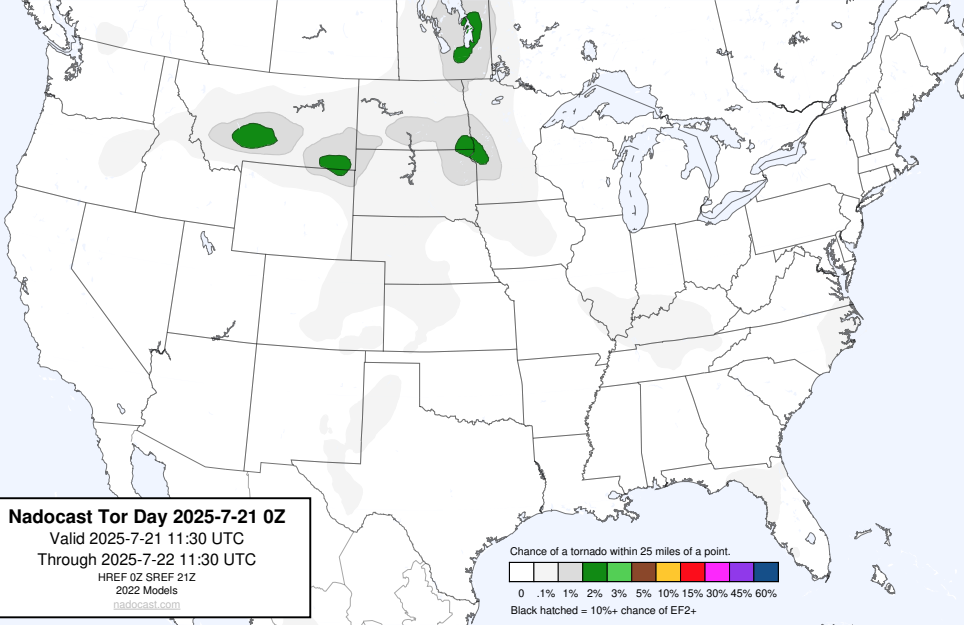 Nadocast Tor Day 2025-7-21 0Z
Valid 2025-7-21 11:30 UTC
Through 2025-7-22 11:30 UTC
HREF 0Z SREF 21Z
2022 Models
nadocast.com
Chance of a tornado within 25 miles of a point.
0 .1% 1% 2% 3% 5% 10% 15% 30% 45% 60%
Black hatched = 10%+ chance of EF2+